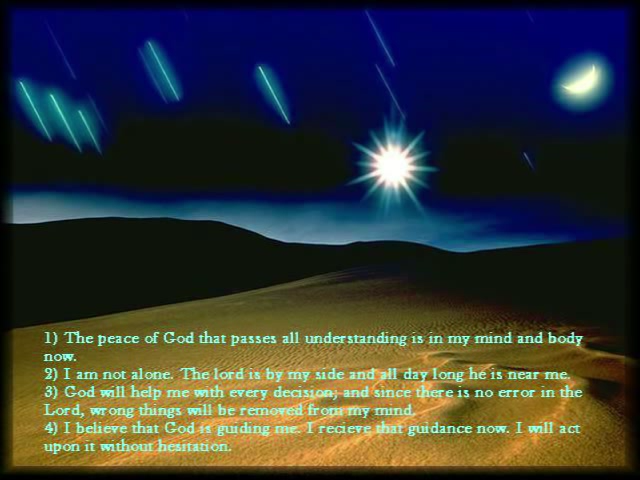 1) The peace of God that passes all understanding is in my mind and body
now.
2) I am not alone. The lord is by my side and all day long he is near me.
3) God will help me with every decision; and since there is no error in the
Lord, wrong things will be removed from my mind.
4) I believe that God is guiding me. I recieve that guidance now. I will act
upon it without hesitation.